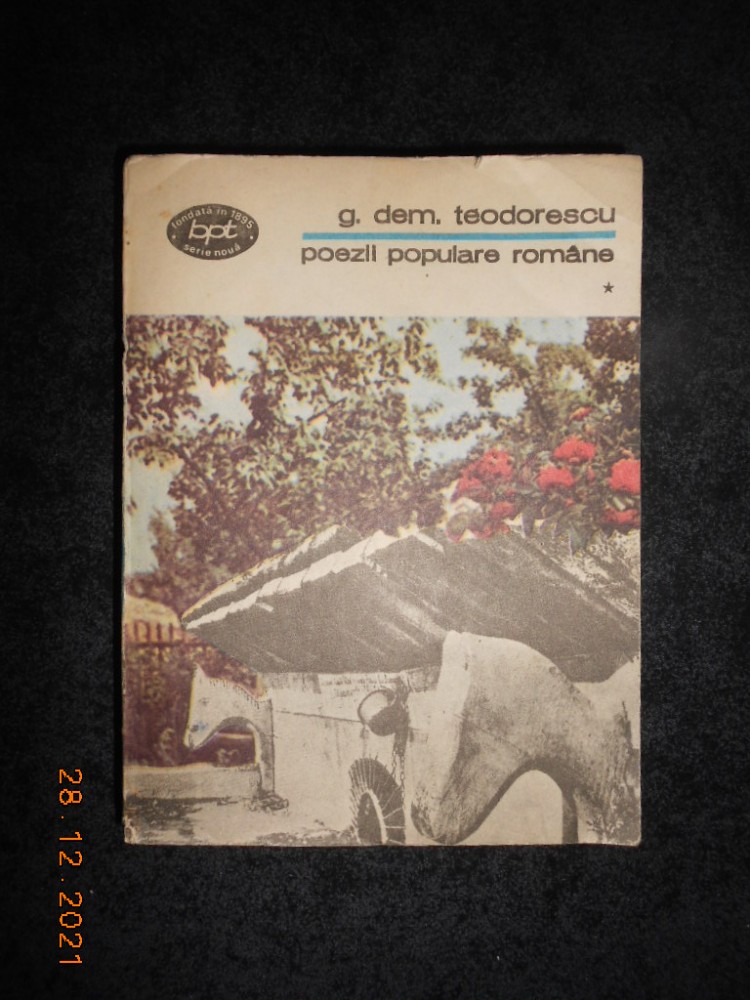 fondată în 1895
bpt
serie nouă
g. dem. teodorescu
poezii populare române
*
28.12.2021